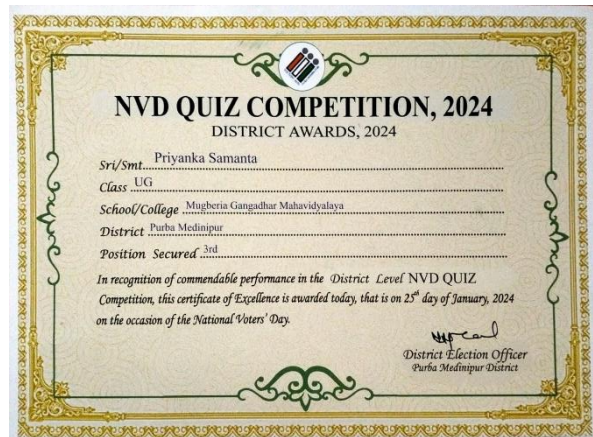 NVD QUIZ COMPETITION, 2024
DISTRICT AWARDS, 2024
Sri/Smt. Priyanka Samanta
Class UG
School/College Mugberia Gangadhar Mahavidyalaya
District Purba Medinipur
Position Secured 3rd
In recognition of commendable performance in the District Level NVD QUIZ
Competition, this certificate of Excellence is awarded today, that is on 25th day of January, 2024
on the occasion of the National Voters' Day.
District Election Officer
Purba Medinipur District